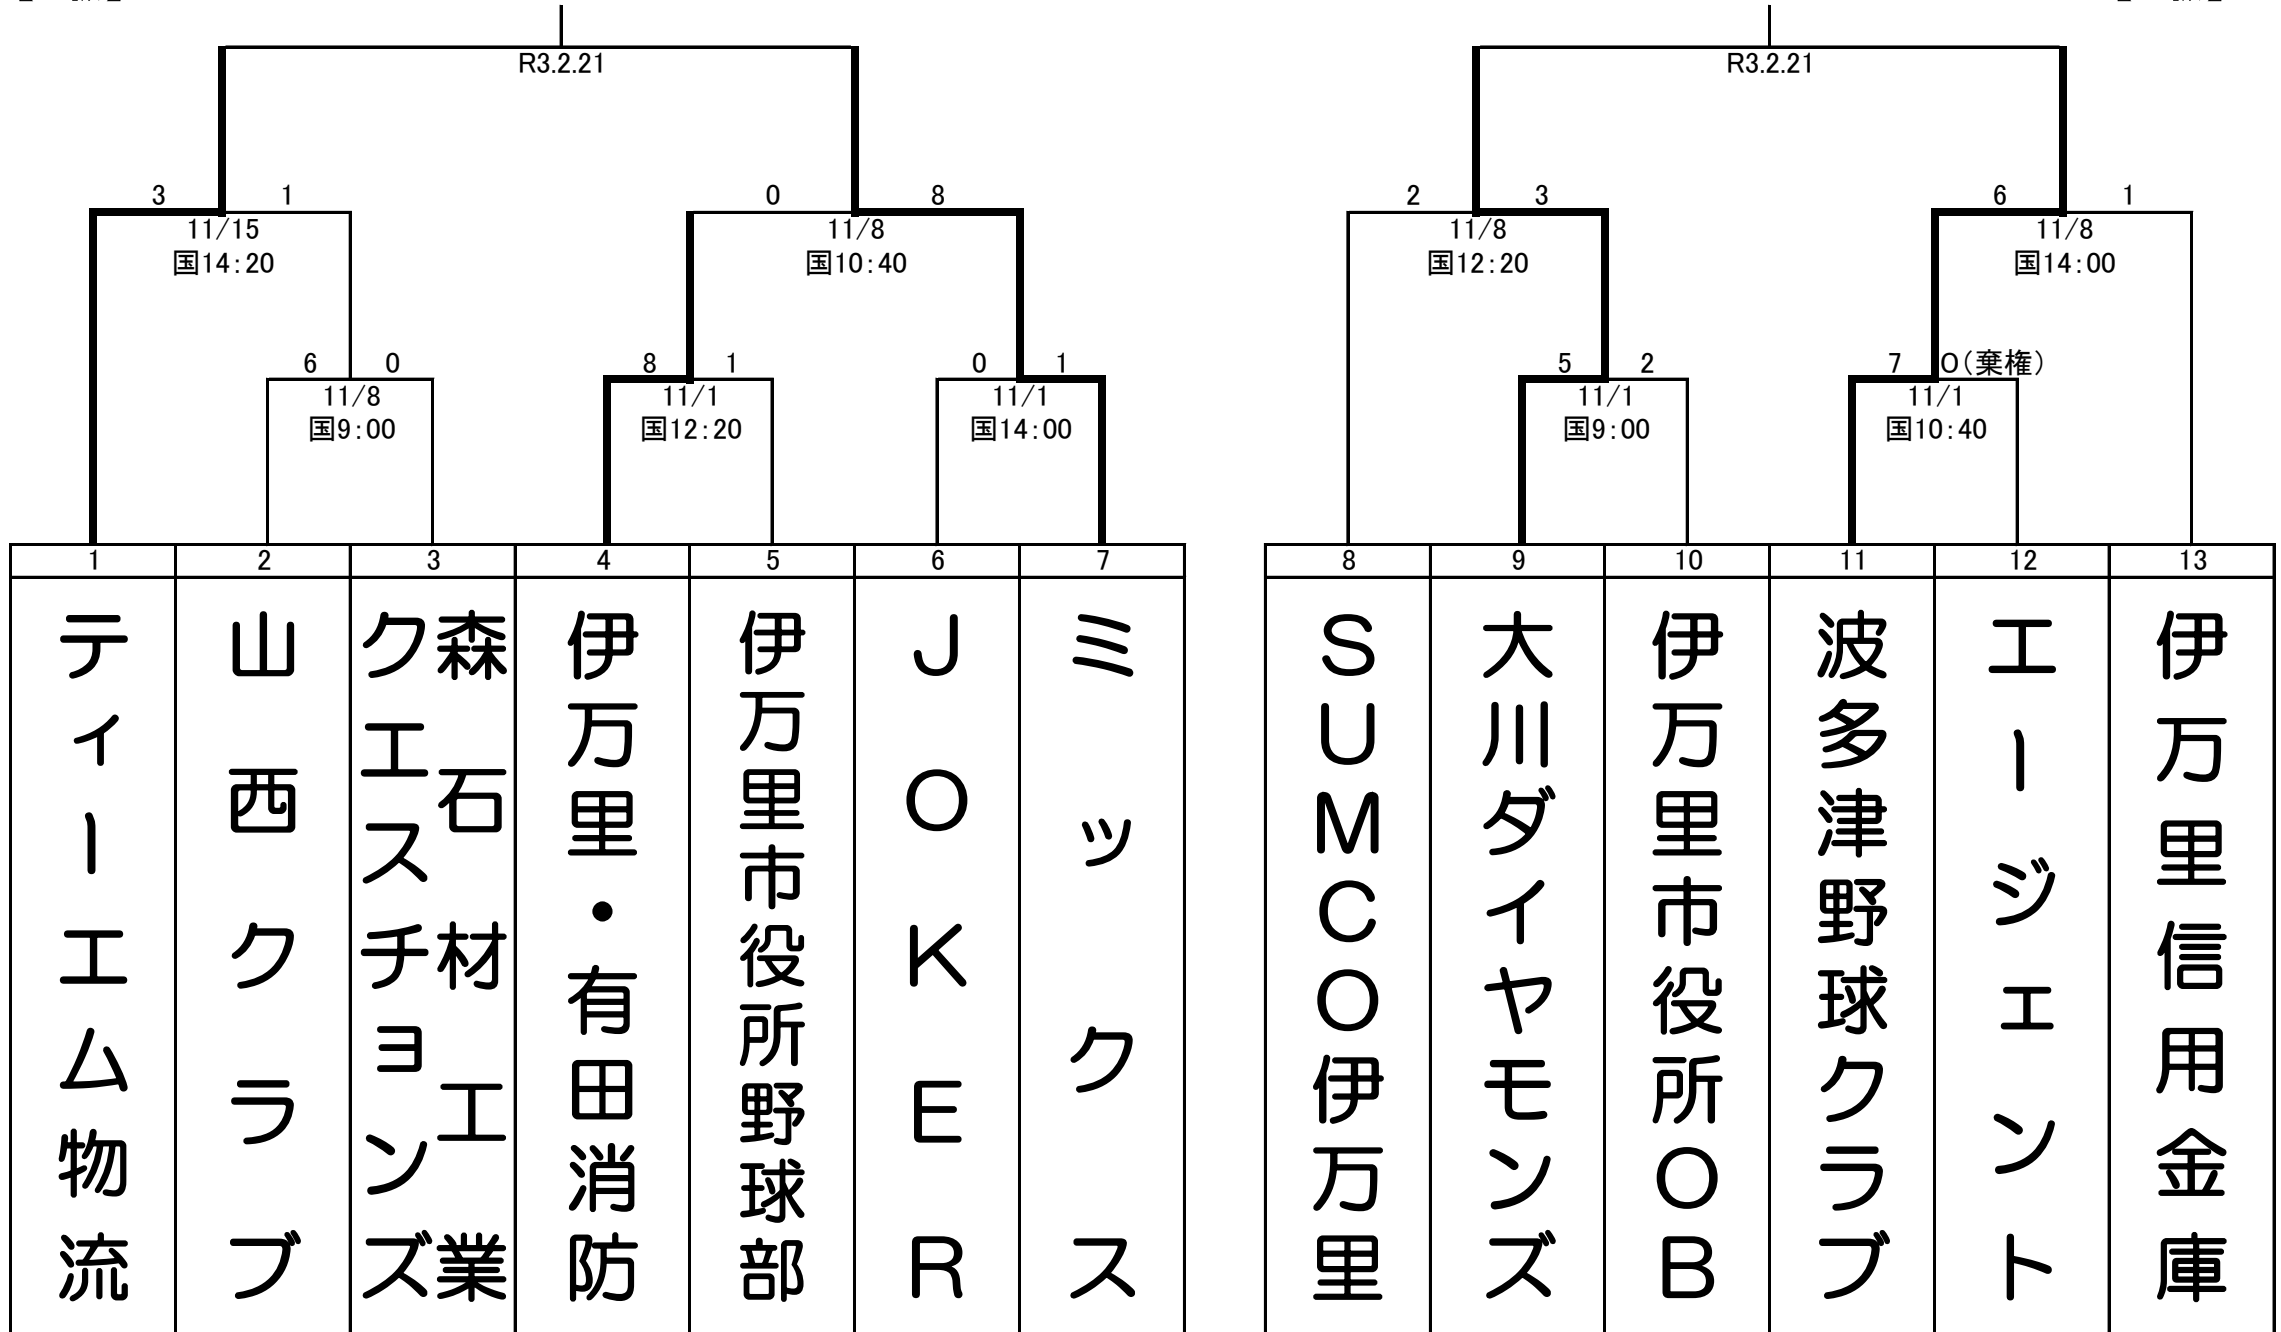 R3.2.21
R3.2.21
3 1
0 8
2 3
6 1
11/15
11/8
11/8
11/8
国14:20
国10:40
国12:20
国14:00
6 0
8 1
0 1
5 2
7 0(棄権)
11/8
11/1
11/1
11/1
11/1
国9:00
国12:20
国14:00
国9:00
国10:40
1 2 3 4 5 6 7
8 9 10 11 12 13
ティーエム物流
山西クラブ
森石材工業
クエスチョンズ
伊万里・有田消防
伊万里市役所野球部
JOKER
ミックス
SUMCO伊万里
大川ダイヤモンズ
伊万里市役所OB
波多津野球クラブ
エージェント
伊万里信用金庫